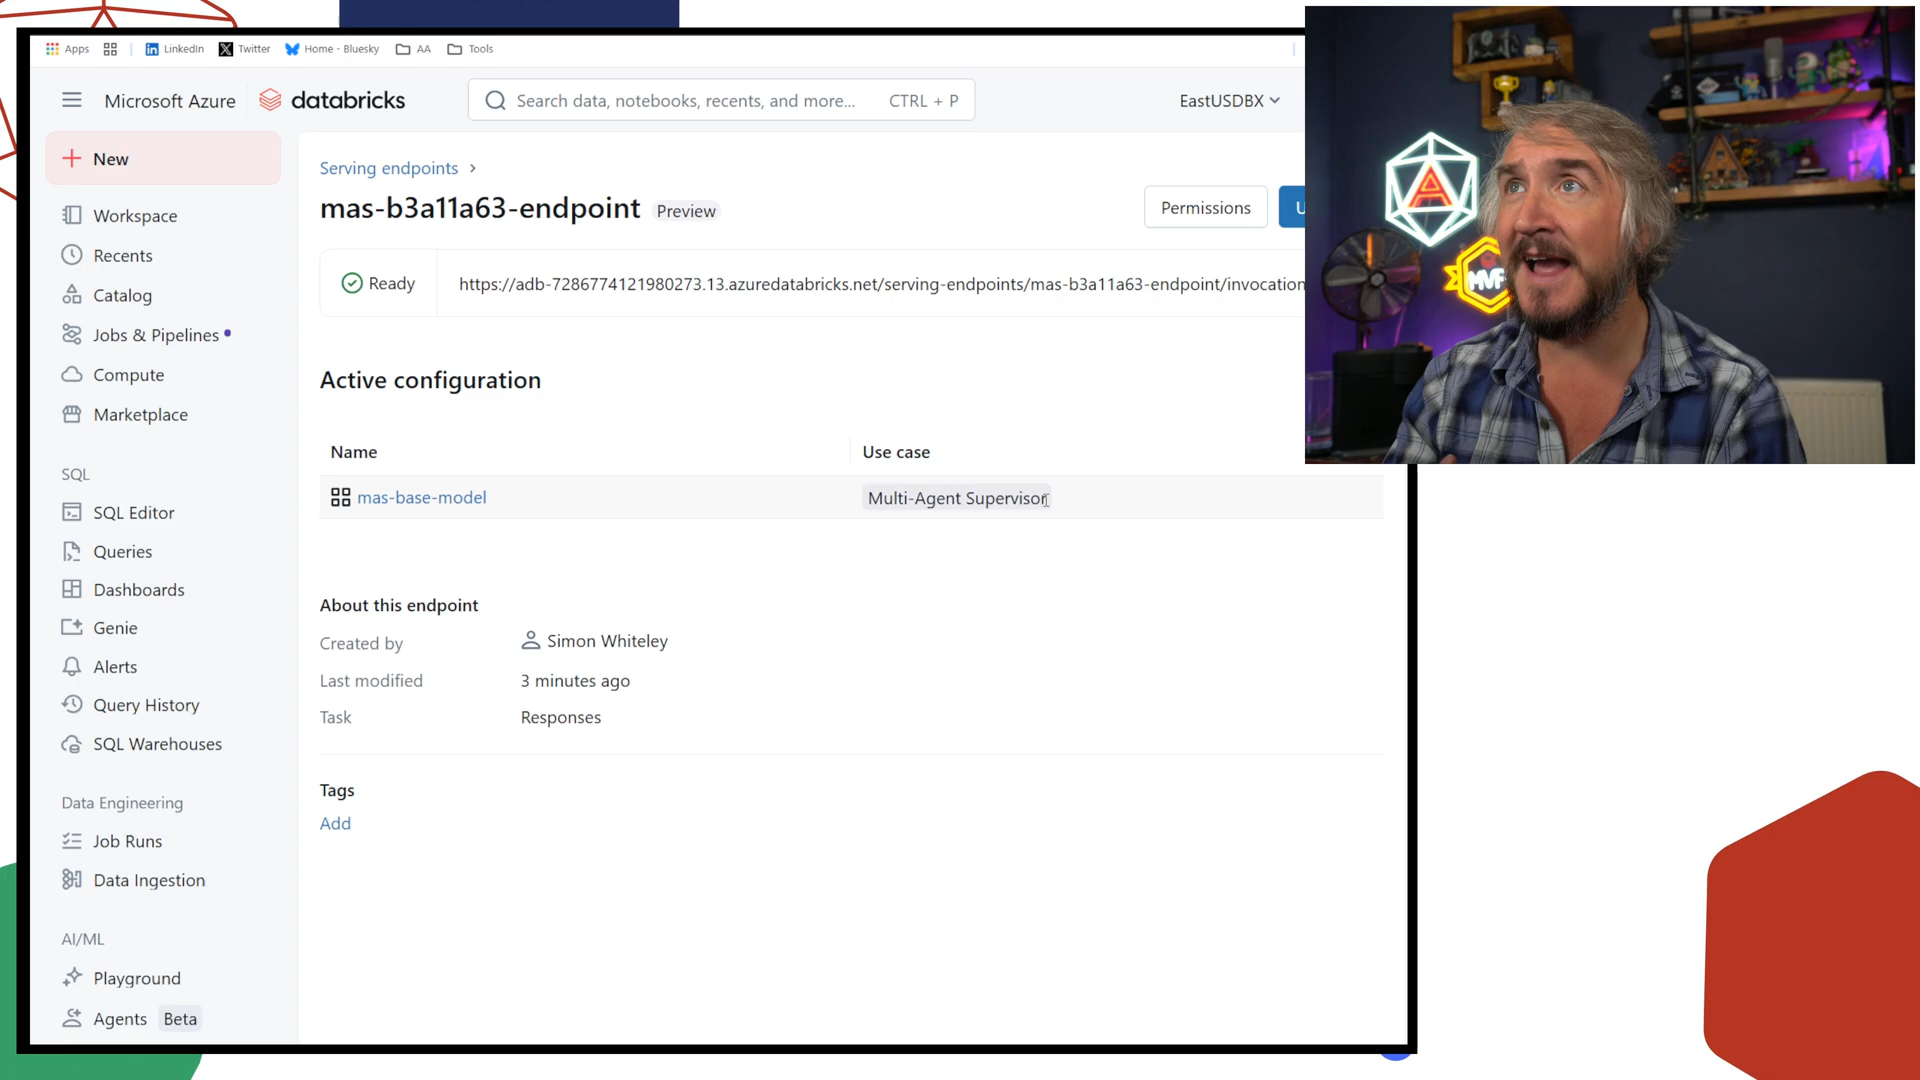 Apps
LinkedIn
Twitter
Home - Bluesky
AA
Tools
Microsoft Azure
databricks
Search data, notebooks, recents, and more...
CTRL + P
EastUSDBX
New
Workspace
Recents
Catalog
Jobs & Pipelines
Compute
Marketplace
SQL
SQL Editor
Queries
Dashboards
Genie
Alerts
Query History
SQL Warehouses
Data Engineering
Job Runs
Data Ingestion
AI/ML
Playground
Agents Beta
Serving endpoints >
mas-b3a11a63-endpoint Preview
Permissions
U
Ready
https://adb-7286774121980273.13.azuredatabricks.net/serving-endpoints/mas-b3a11a63-endpoint/invocation
Active configuration
Name Use case
mas-base-model Multi-Agent Supervisor
About this endpoint
Created by Simon Whiteley
Last modified 3 minutes ago
Task Responses
Tags
Add
A
MVP